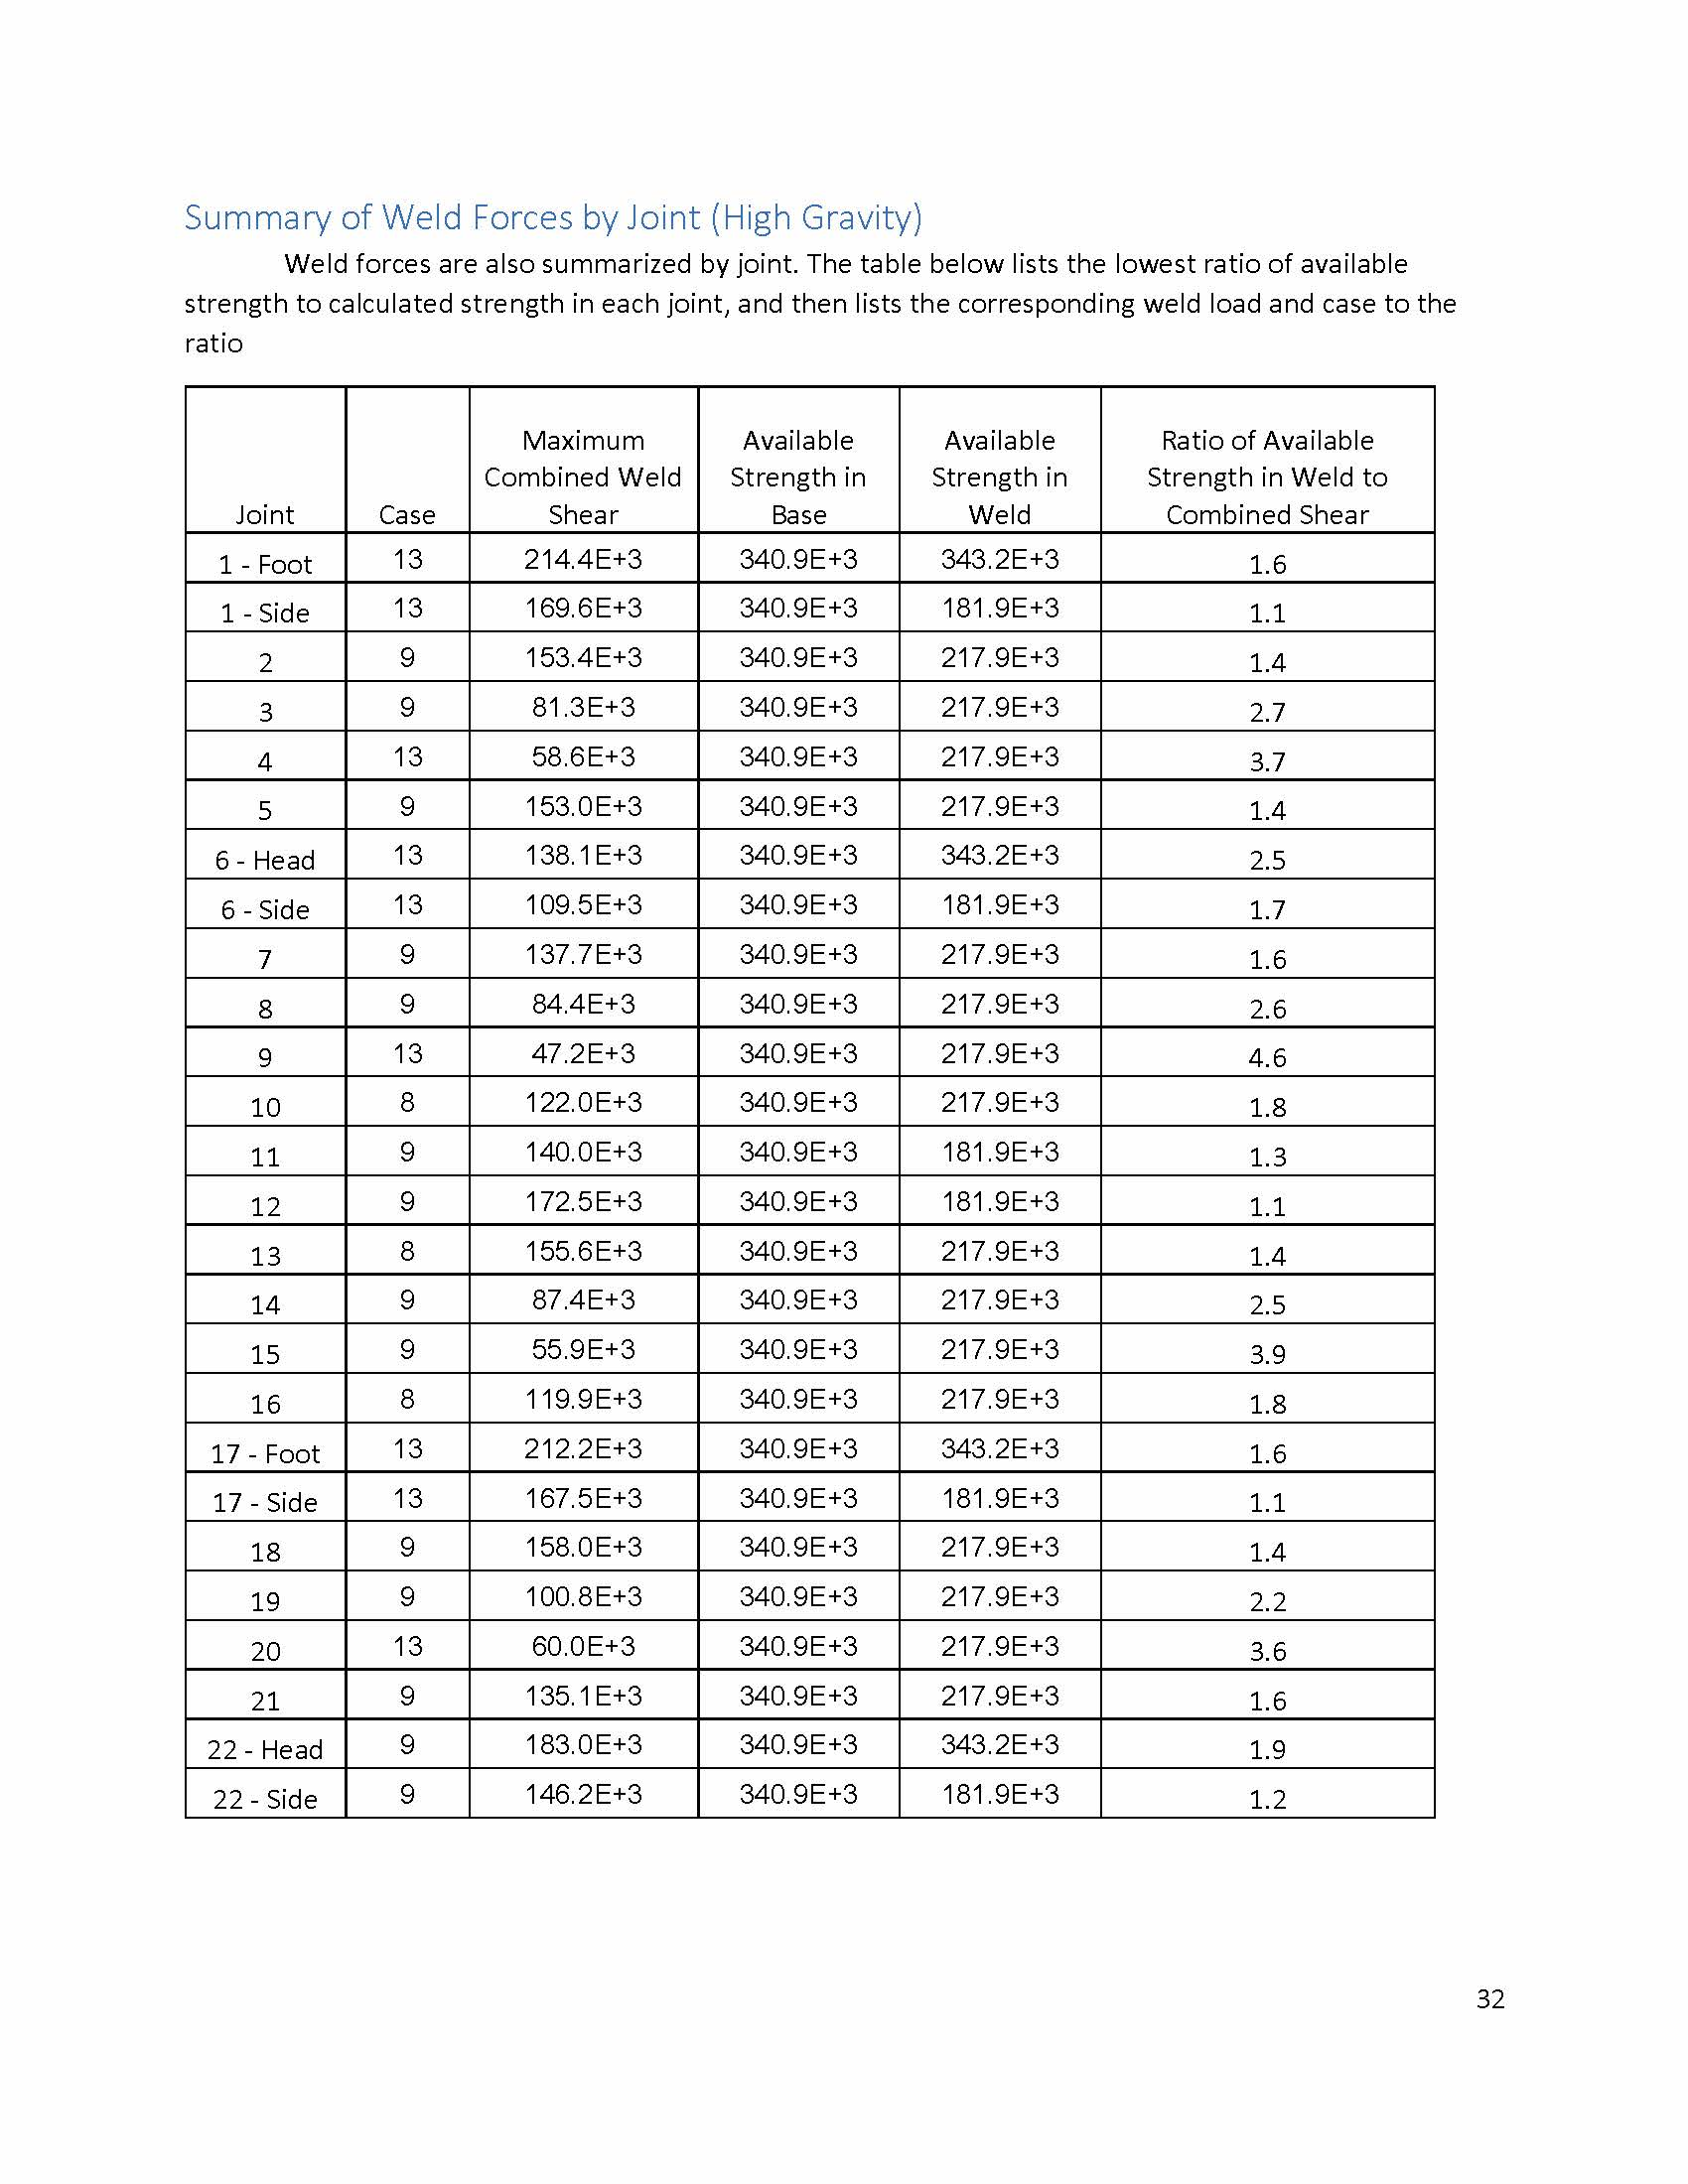 Summary of Weld Forces by Joint (High Gravity)
Weld forces are also summarized by joint. The table below lists the lowest ratio of available
strength to calculated strength in each joint, and then lists the corresponding weld load and case to the
ratio
Joint Case Maximum Combined Weld Shear Available Strength in Base Available Strength in Weld Ratio of Available Strength in Weld to Combined Shear
1 - Foot 13 214.4E+3 340.9E+3 343.2E+3 1.6
1 - Side 13 169.6E+3 340.9E+3 181.9E+3 1.1
2 9 153.4E+3 340.9E+3 217.9E+3 1.4
3 9 81.3E+3 340.9E+3 217.9E+3 2.7
4 13 58.6E+3 340.9E+3 217.9E+3 3.7
5 9 153.0E+3 340.9E+3 217.9E+3 1.4
6 - Head 13 138.1E+3 340.9E+3 343.2E+3 2.5
6 - Side 13 109.5E+3 340.9E+3 181.9E+3 1.7
7 9 137.7E+3 340.9E+3 217.9E+3 1.6
8 9 84.4E+3 340.9E+3 217.9E+3 2.6
9 13 47.2E+3 340.9E+3 217.9E+3 4.6
10 8 122.0E+3 340.9E+3 217.9E+3 1.8
11 9 140.0E+3 340.9E+3 181.9E+3 1.3
12 9 172.5E+3 340.9E+3 181.9E+3 1.1
13 8 155.6E+3 340.9E+3 217.9E+3 1.4
14 9 87.4E+3 340.9E+3 217.9E+3 2.5
15 9 55.9E+3 340.9E+3 217.9E+3 3.9
16 8 119.9E+3 340.9E+3 217.9E+3 1.8
17 - Foot 13 212.2E+3 340.9E+3 343.2E+3 1.6
17 - Side 13 167.5E+3 340.9E+3 181.9E+3 1.1
18 9 158.0E+3 340.9E+3 217.9E+3 1.4
19 9 100.8E+3 340.9E+3 217.9E+3 2.2
20 13 60.0E+3 340.9E+3 217.9E+3 3.6
21 9 135.1E+3 340.9E+3 217.9E+3 1.6
22 - Head 9 183.0E+3 340.9E+3 343.2E+3 1.9
22 - Side 9 146.2E+3 340.9E+3 181.9E+3 1.2
32